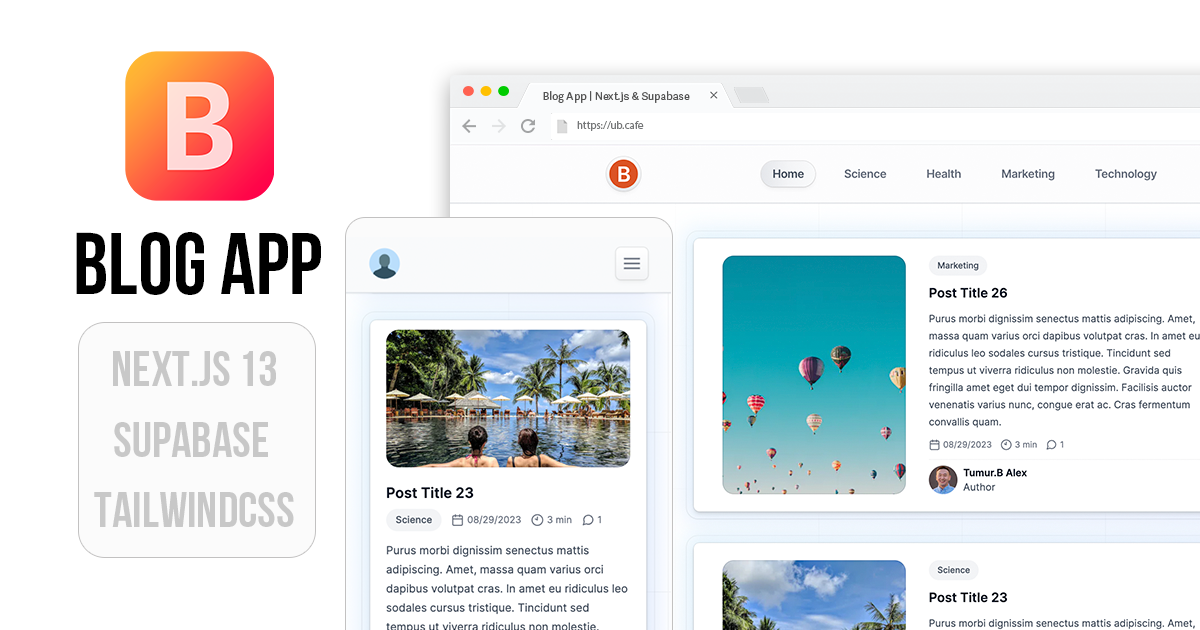 B
BLOG APP
NEXT.JS 13
SUPABASE
TAILWINDCSS
Blog App | Next.js & Supabase
https://ub.cafe
B
Home
Science
Health
Marketing
Technology
Post Title 23
Science
08/29/2023
3 min
1
Purus morbi dignissim senectus mattis
adipiscing. Amet, massa quam varius orci
dapibus volutpat cras. In amet eu ridiculus leo
sodales cursus tristique. Tincidunt sed
tempus ut viverra ridiculus non molestie.
Marketing
Post Title 26
Purus morbi dignissim senectus mattis adipiscing. Amet,
massa quam varius orci dapibus volutpat cras. In amet eu
ridiculus leo sodales cursus tristique. Tincidunt sed
tempus ut viverra ridiculus non molestie. Gravida quis
fringilla amet eget dui tempor dignissim. Facilisis auctor
venenatis varius nunc, congue erat ac. Cras fermentum
convallis quam.
08/29/2023
3 min
1
Tumur.B Alex
Author
Science
Post Title 23
Purus morbi dignissim senectus mattis adipiscing. Amet,